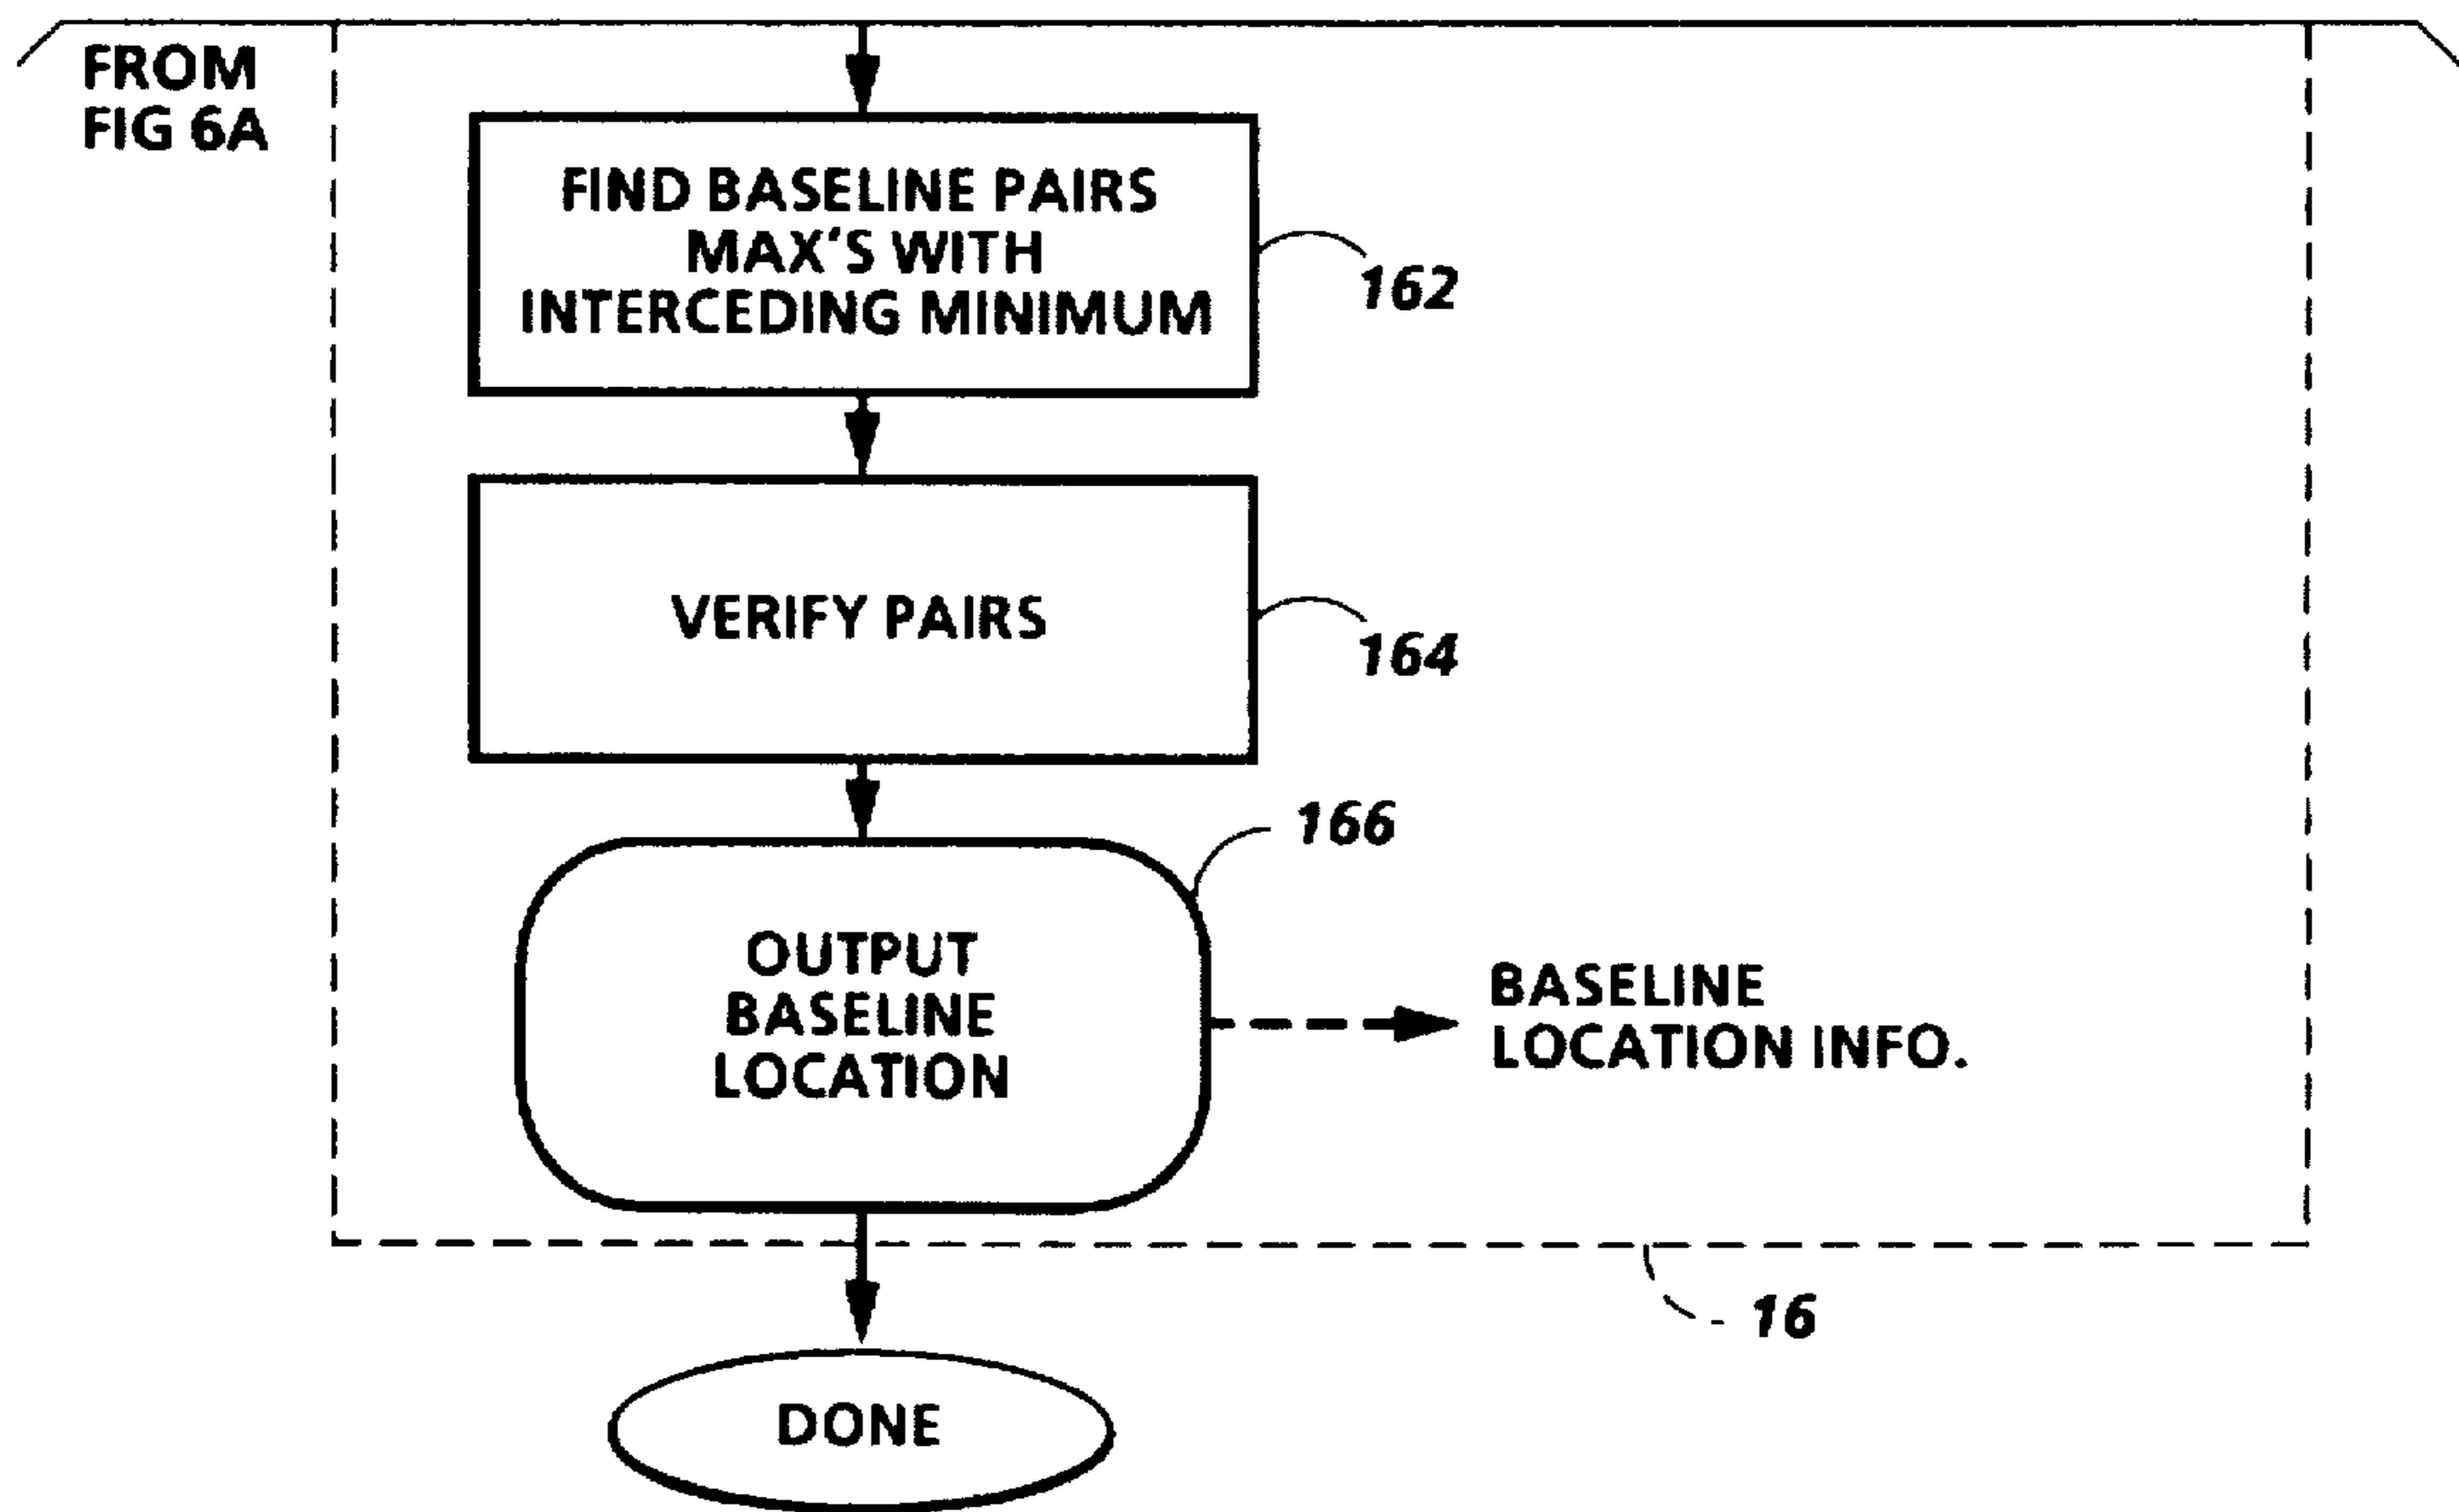 FROM
FIG 6A
FIND BASELINE PAIRS
MAX'S WITH
INTERCEDING MINIMUM
162
VERIFY PAIRS
164
166
OUTPUT
BASELINE
LOCATION
BASELINE
LOCATION INFO.
16
DONE